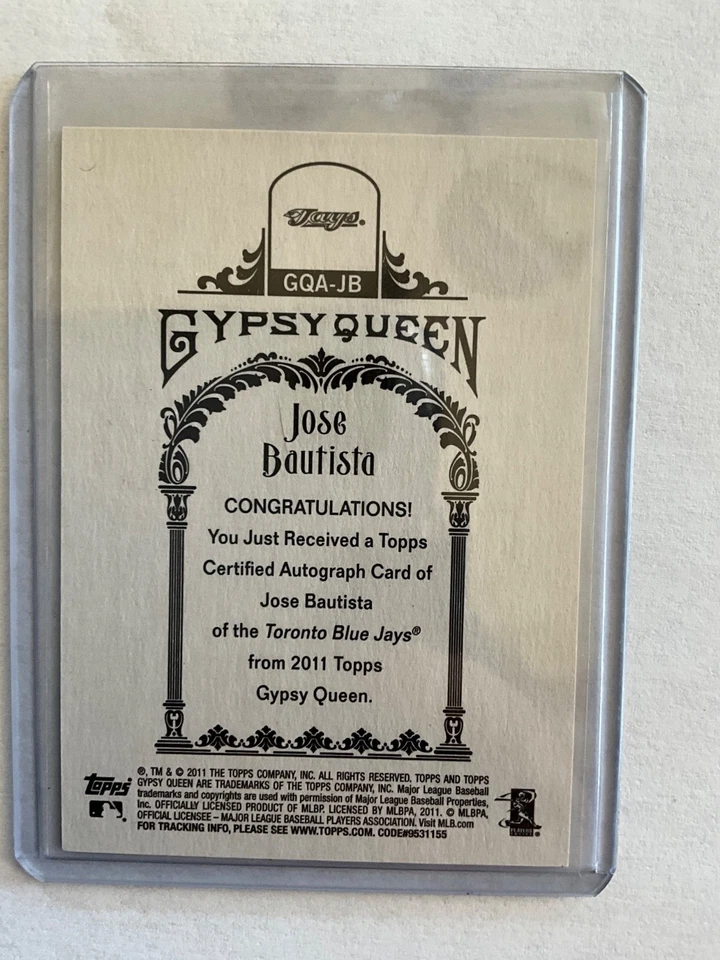 Jays.
GQA-JB
GYPSY QUEEN
Jose
Bautista
CONGRATULATIONS!
You Just Received a Topps
Certified Autograph Card of
Jose Bautista
of the Toronto Blue Jays®
from 2011 Topps
Gypsy Queen.
topps
®, TM & © 2011 THE TOPPS COMPANY, INC. ALL RIGHTS RESERVED. TOPPS AND TOPPS
GYPSY QUEEN ARE TRADEMARKS OF THE TOPPS COMPANY, INC. Major League Baseball
trademarks and copyrights are used with permission of Major League Baseball Properties,
Inc. OFFICIALLY LICENSED PRODUCT OF MLBP. LICENSED BY MLBPA, 2011. © MLBPA,
OFFICIAL LICENSEE – MAJOR LEAGUE BASEBALL PLAYERS ASSOCIATION. Visit MLB.com
FOR TRACKING INFO, PLEASE SEE WWW.TOPPS.COM. CODE#9531155